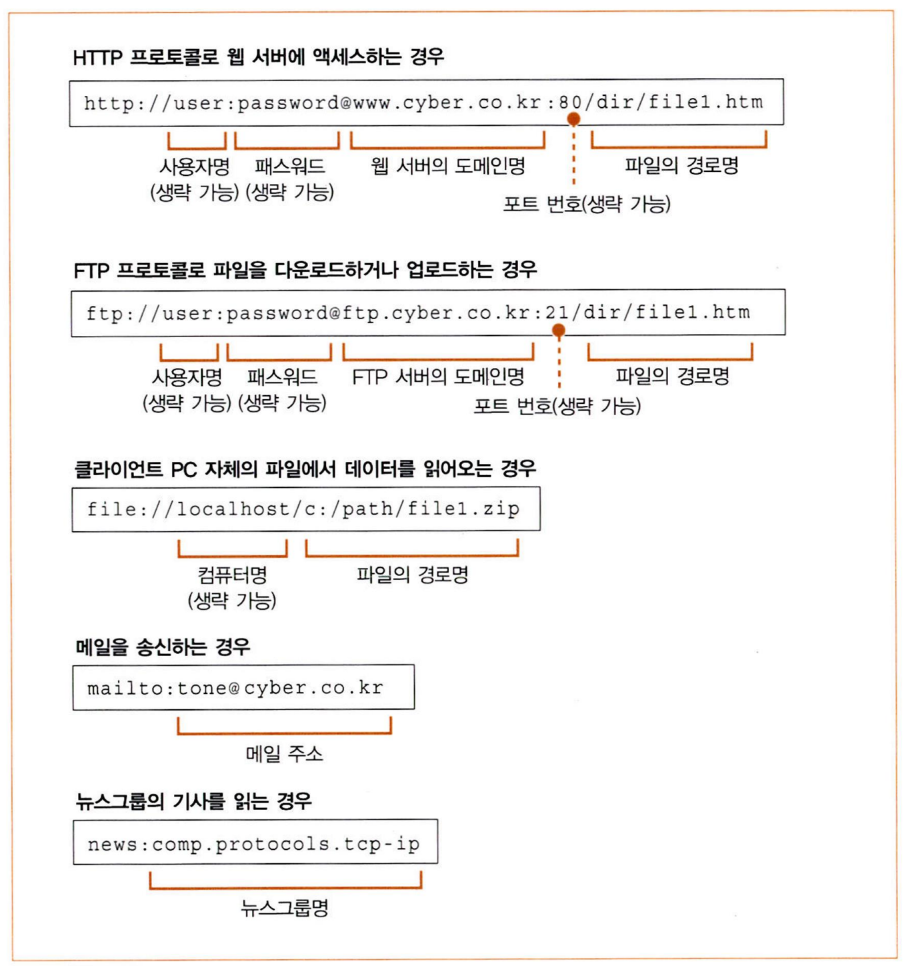 HTTP 프로토콜로 웹 서버에 액세스하는 경우
http://user:password@www.cyber.co.kr:80/dir/file1.htm
사용자명 패스워드 웹 서버의 도메인명 파일의 경로명
(생략 가능) (생략 가능)
포트 번호(생략 가능)
FTP 프로토콜로 파일을 다운로드하거나 업로드하는 경우
ftp://user:password@ftp.cyber.co.kr:21/dir/file1.htm
사용자명 패스워드 FTP 서버의 도메인명 파일의 경로명
(생략 가능) (생략 가능)
포트 번호(생략 가능)
클라이언트 PC 자체의 파일에서 데이터를 읽어오는 경우
file://localhost/c:/path/file1.zip
컴퓨터명 파일의 경로명
(생략 가능)
메일을 송신하는 경우
mailto:tone@cyber.co.kr
메일 주소
뉴스그룹의 기사를 읽는 경우
news:comp.protocols.tcp-ip
뉴스그룹명